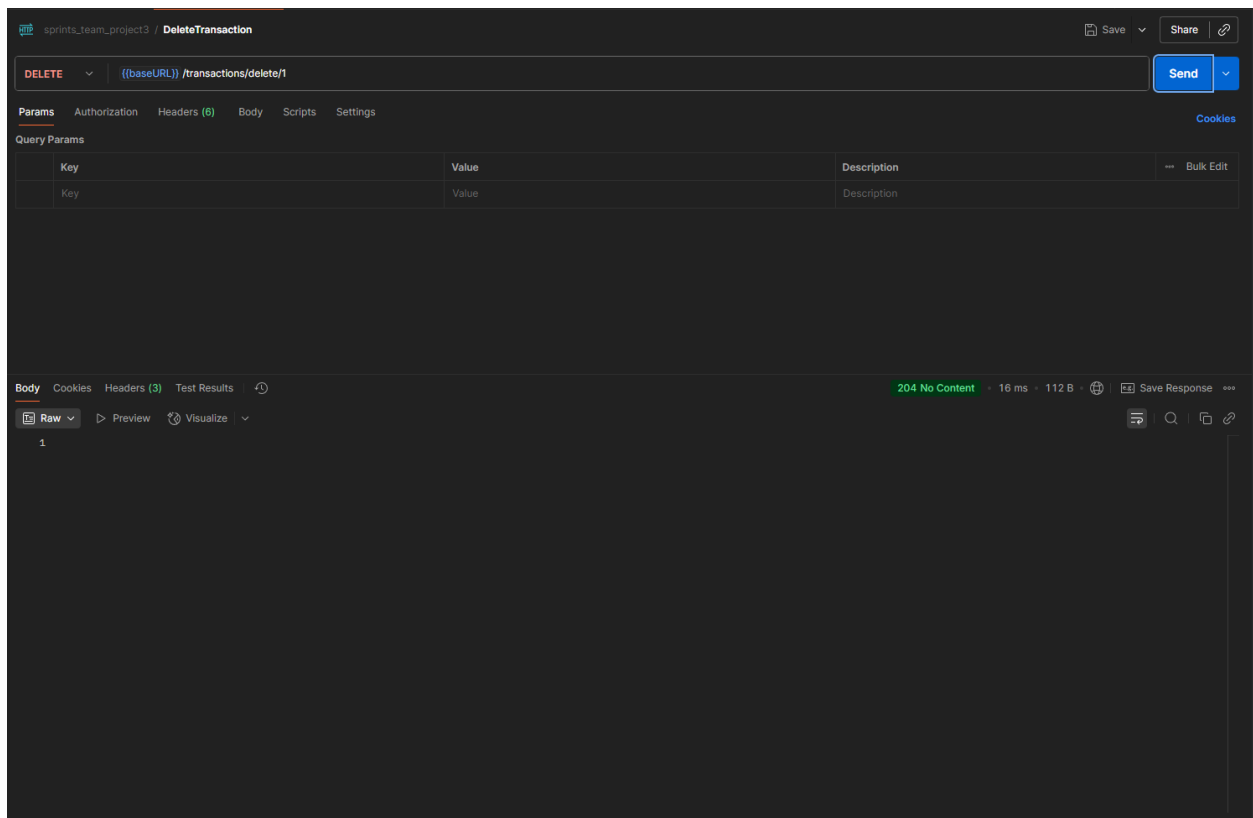 HTTP sprints_team_project3 / DeleteTransaction Save Share
DELETE {{baseURL}} /transactions/delete/1 Send
Params Authorization Headers (6) Body Scripts Settings Cookies
Query Params
Key Value Description ••• Bulk Edit
Key Value Description
Body Cookies Headers (3) Test Results 204 No Content • 16 ms • 112 B • Save Response
Raw Preview Visualize
1